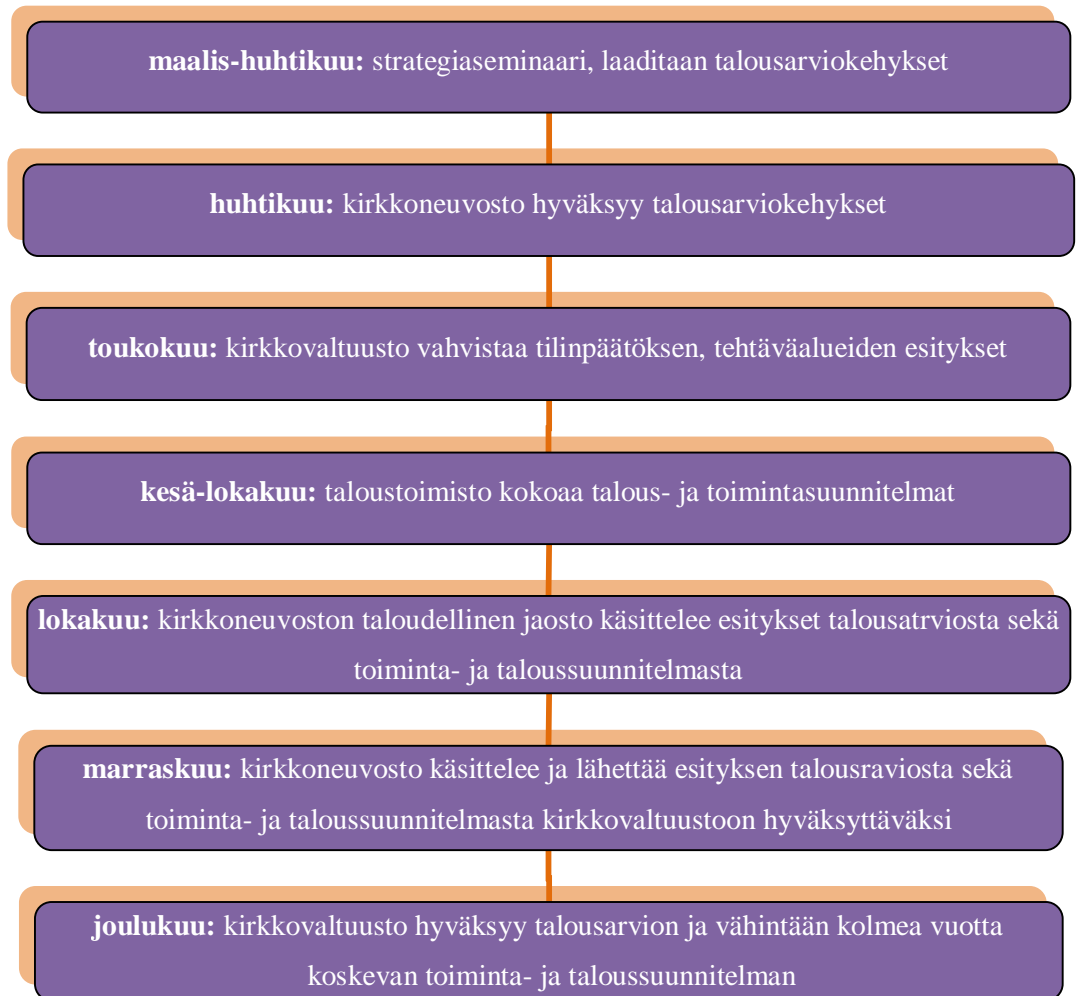 maalis-huhtikuu: strategiaseminaari, laaditaan talousarviokehykset
huhtikuu: kirkkoneuvosto hyväksyy talousarviokehykset
toukokuu: kirkkovaltuusto vahvistaa tilinpäätöksen, tehtäväalueiden esitykset
kesä-lokakuu: taloustoimisto kokoaa talous- ja toimintasuunnitelmat
lokakuu: kirkkoneuvoston taloudellinen jaosto käsittelee esitykset talousatrviosta sekä
toiminta- ja taloussuunnitelmasta
marraskuu: kirkkoneuvosto käsittelee ja lähettää esityksen talousraviosta sekä
toiminta- ja taloussuunnitelmasta kirkkovaltuustoon hyväksyttäväksi
joulukuu: kirkkovaltuusto hyväksyy talousarvion ja vähintään kolmea vuotta
koskevan toiminta- ja taloussuunnitelman